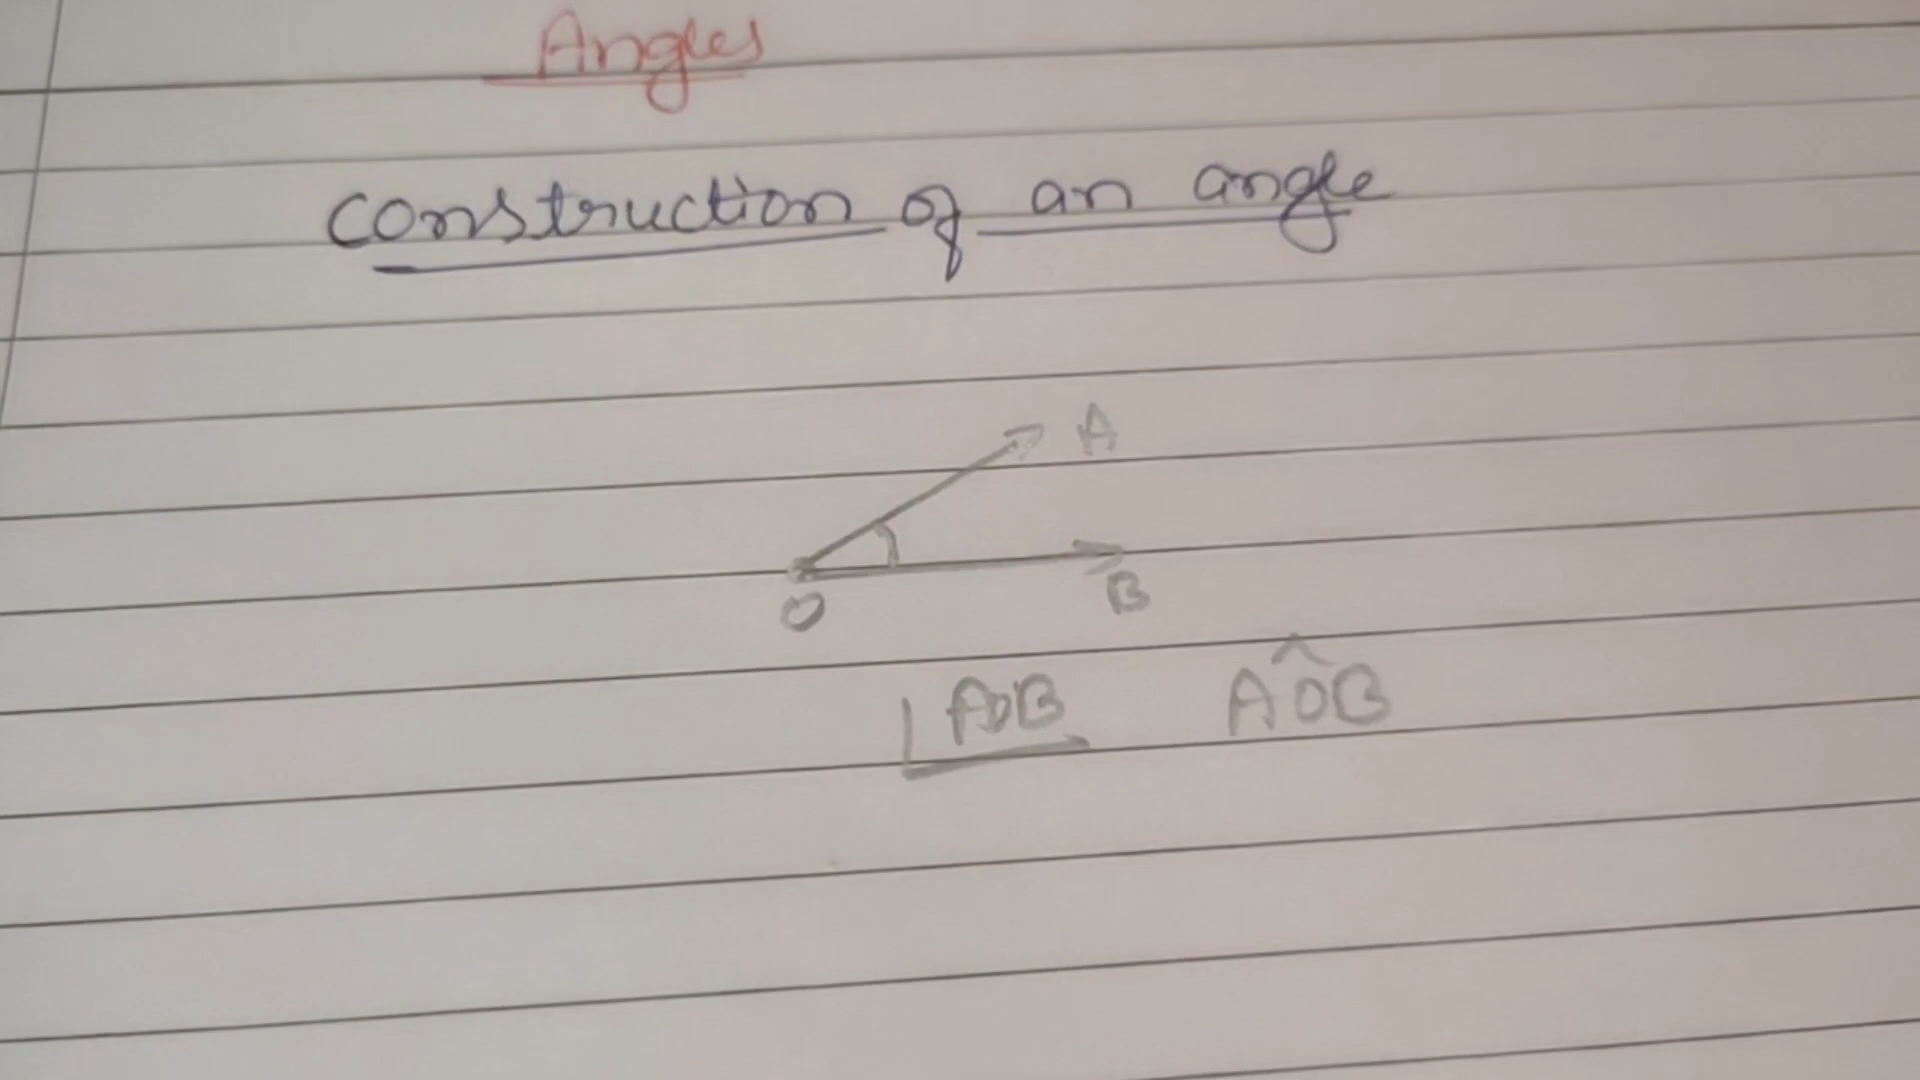 Angles
Construction of an angle
A
O
B
∠AOB AÔB